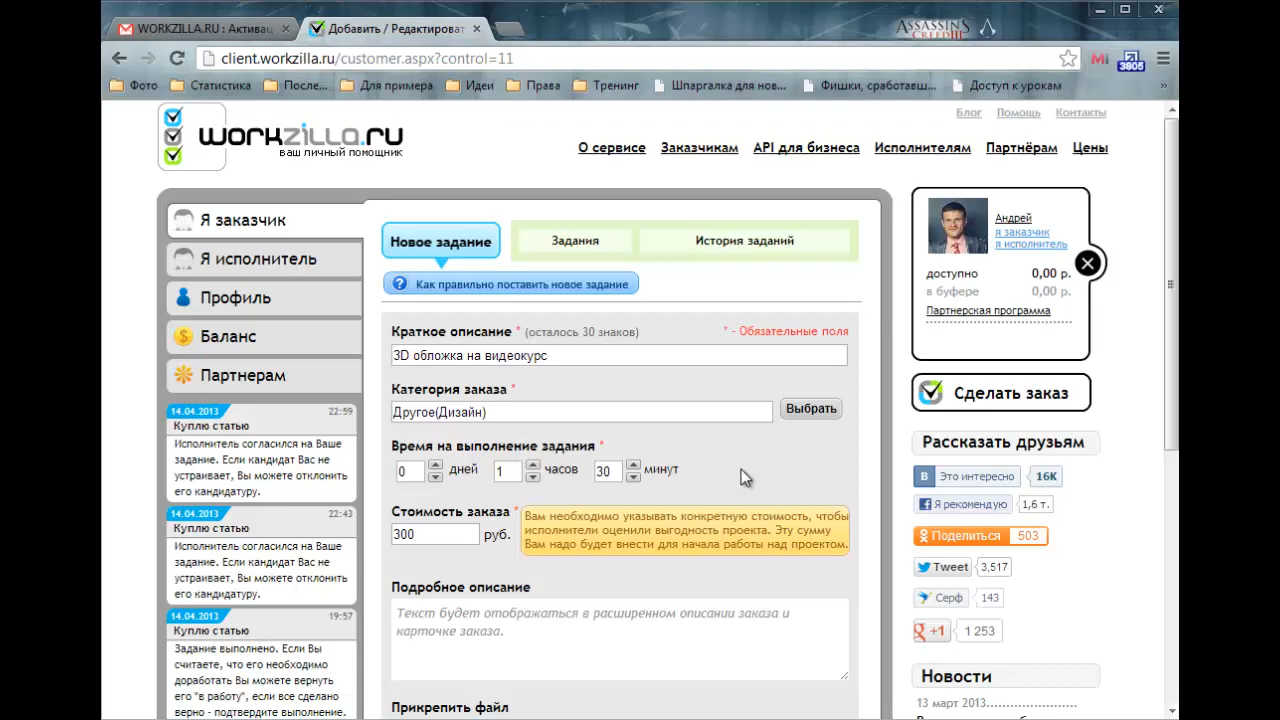 WORKZILLA.RU : Активац
Добавить / Редактироват
ASSASSIN'S
CREED III
client.workzilla.ru/customer.aspx?control=11
3805
Фото
Статистика
После...
Для примера
Идеи
Права
Тренинг
Шпаргалка для нов...
Фишки, сработавш...
Доступ к урокам
»
Блог Помощь Контакты
workzilla.ru
ваш личный помощник
О сервисе Заказчикам API для бизнеса Исполнителям Партнёрам Цены
Я заказчик
Я исполнитель
Профиль
Баланс
Партнерам
14.04.2013 22:59
Куплю статью
Исполнитель согласился на Ваше
задание. Если кандидат Вас не
устраивает, Вы можете отклонить
его кандидатуру.
14.04.2013 22:43
Куплю статью
Исполнитель согласился на Ваше
задание. Если кандидат Вас не
устраивает, Вы можете отклонить
его кандидатуру.
14.04.2013 19:57
Куплю статью
Задание выполнено. Если Вы
считаете, что его необходимо
доработать Вы можете вернуть
его "в работу", если все сделано
верно - подтвердите выполнение.
Новое задание
Задания
История заданий
? Как правильно поставить новое задание
Краткое описание * (осталось 30 знаков)
* - Обязательные поля
3D обложка на видеокурс
Категория заказа *
Другое(Дизайн)
Выбрать
Время на выполнение задания *
0 дней 1 часов 30 минут
Стоимость заказа *
300 руб.
Вам необходимо указывать конкретную стоимость, чтобы
исполнители оценили выгодность проекта. Эту сумму
Вам надо будет внести для начала работы над проектом.
Подробное описание
Текст будет отображаться в расширенном описании заказа и
карточке заказа.
Прикрепить файл
Андрей
я заказчик
я исполнитель
доступно 0,00 р.
в буфере 0,00 р.
Партнерская программа
Сделать заказ
Рассказать друзьям
В Это интересно 16K
Я рекомендую 1,6 т.
Поделиться 503
Tweet 3,517
Серф 143
g +1 1 253
Новости
13 март 2013